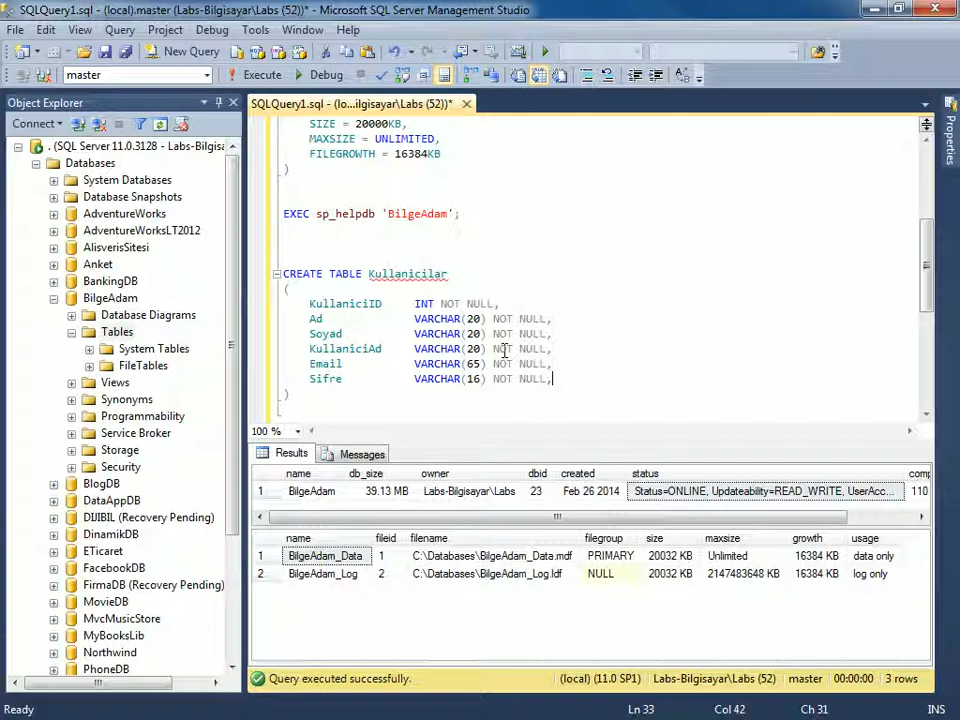 SQLQuery1.sql - (local).master (Labs-Bilgisayar\Labs (52))* - Microsoft SQL Server Management Studio
File Edit View Query Project Debug Tools Window Help
New Query
master Execute Debug
Object Explorer
Connect
. (SQL Server 11.0.3128 - Labs-Bilgisa
Databases
System Databases
Database Snapshots
AdventureWorks
AdventureWorksLT2012
AlisverisSitesi
Anket
BankingDB
BilgeAdam
Database Diagrams
Tables
System Tables
FileTables
Views
Synonyms
Programmability
Service Broker
Storage
Security
BlogDB
DataAppDB
DIJIBIL (Recovery Pending)
DinamikDB
ETicaret
FacebookDB
FirmaDB (Recovery Pending)
MovieDB
MvcMusicStore
MyBooksLib
Northwind
PhoneDB
SQLQuery1.sql - (lo...ilgisayar\Labs (52))*
SIZE = 20000KB,
MAXSIZE = UNLIMITED,
FILEGROWTH = 16384KB
)
EXEC sp_helpdb 'BilgeAdam';
CREATE TABLE Kullanicilar
(
KullaniciID INT NOT NULL,
Ad VARCHAR(20) NOT NULL,
Soyad VARCHAR(20) NOT NULL,
KullaniciAd VARCHAR(20) NOT NULL,
Email VARCHAR(65) NOT NULL,
Sifre VARCHAR(16) NOT NULL,
)
100 %
Results Messages
name db_size owner dbid created status comp
1 BilgeAdam 39.13 MB Labs-Bilgisayar\Labs 23 Feb 26 2014 Status=ONLINE, Updateability=READ_WRITE, UserAcc... 110
name fileid filename filegroup size maxsize growth usage
1 BilgeAdam_Data 1 C:\Databases\BilgeAdam_Data.mdf PRIMARY 20032 KB Unlimited 16384 KB data only
2 BilgeAdam_Log 2 C:\Databases\BilgeAdam_Log.ldf NULL 20032 KB 2147483648 KB 16384 KB log only
Query executed successfully. (local) (11.0 SP1) Labs-Bilgisayar\Labs (52) master 00:00:00 3 rows
Ready Ln 33 Col 42 Ch 31 INS
Properties